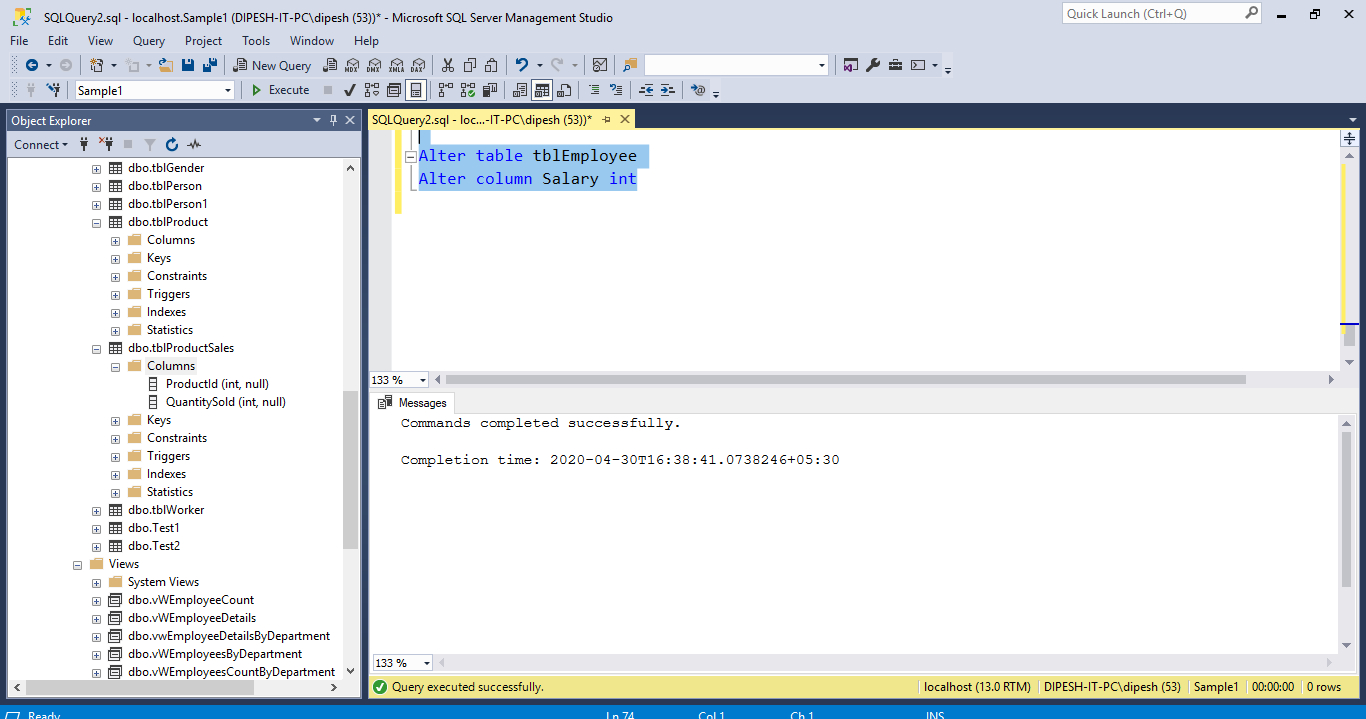 SQLQuery2.sql - localhost.Sample1 (DIPESH-IT-PC\dipesh (53))* - Microsoft SQL Server Management Studio
Quick Launch (Ctrl+Q)
File Edit View Query Project Tools Window Help
New Query
MDX DMX XMLA DAX
Sample1
Execute
Object Explorer
SQLQuery2.sql - loc...-IT-PC\dipesh (53))*
Connect
dbo.tblGender
dbo.tblPerson
dbo.tblPerson1
dbo.tblProduct
Columns
Keys
Constraints
Triggers
Indexes
Statistics
dbo.tblProductSales
Columns
ProductId (int, null)
QuantitySold (int, null)
Keys
Constraints
Triggers
Indexes
Statistics
dbo.tblWorker
dbo.Test1
dbo.Test2
Views
System Views
dbo.vWEmployeeCount
dbo.vWEmployeeDetails
dbo.vwEmployeeDetailsByDepartment
dbo.vWEmployeesByDepartment
dbo.vWEmployeesCountByDepartment
Alter table tblEmployee
Alter column Salary int
133 %
Messages
Commands completed successfully.
Completion time: 2020-04-30T16:38:41.0738246+05:30
133 %
Query executed successfully.
localhost (13.0 RTM) DIPESH-IT-PC\dipesh (53) Sample1 00:00:00 0 rows
Ready Ln 74 Col 1 Ch 1 INS